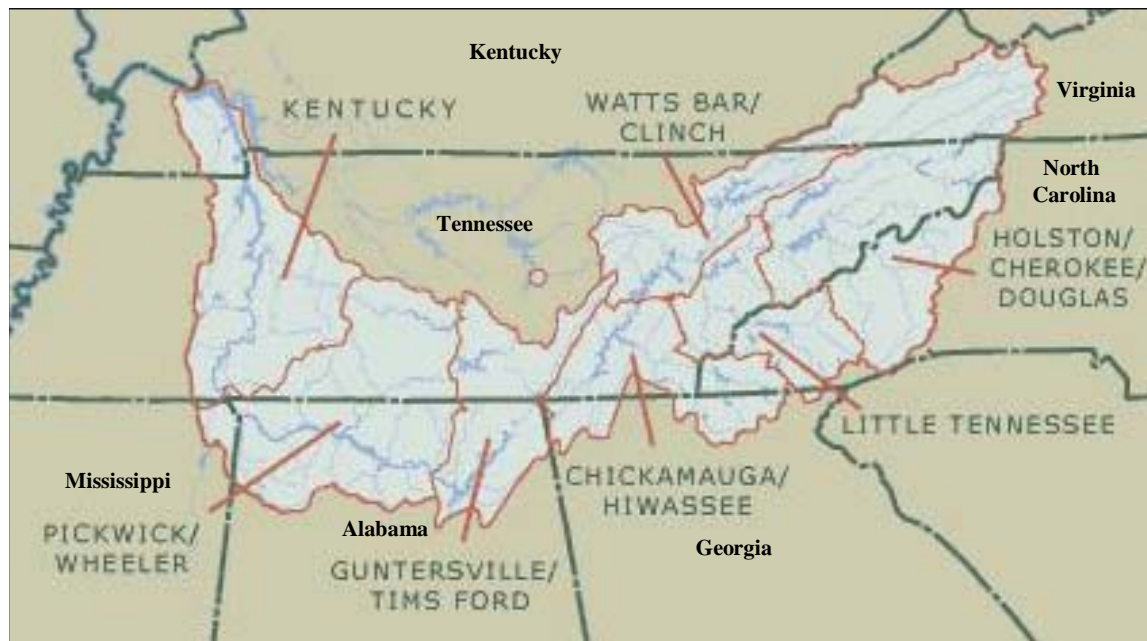 Kentucky
KENTUCKY
WATTS BAR/
CLINCH
Virginia
North
Carolina
Tennessee
HOLSTON/
CHEROKEE/
DOUGLAS
LITTLE TENNESSEE
Mississippi
PICKWICK/
WHEELER
Alabama
GUNTERSVILLE/
TIMS FORD
CHICKAMAUGA/
HIWASSEE
Georgia